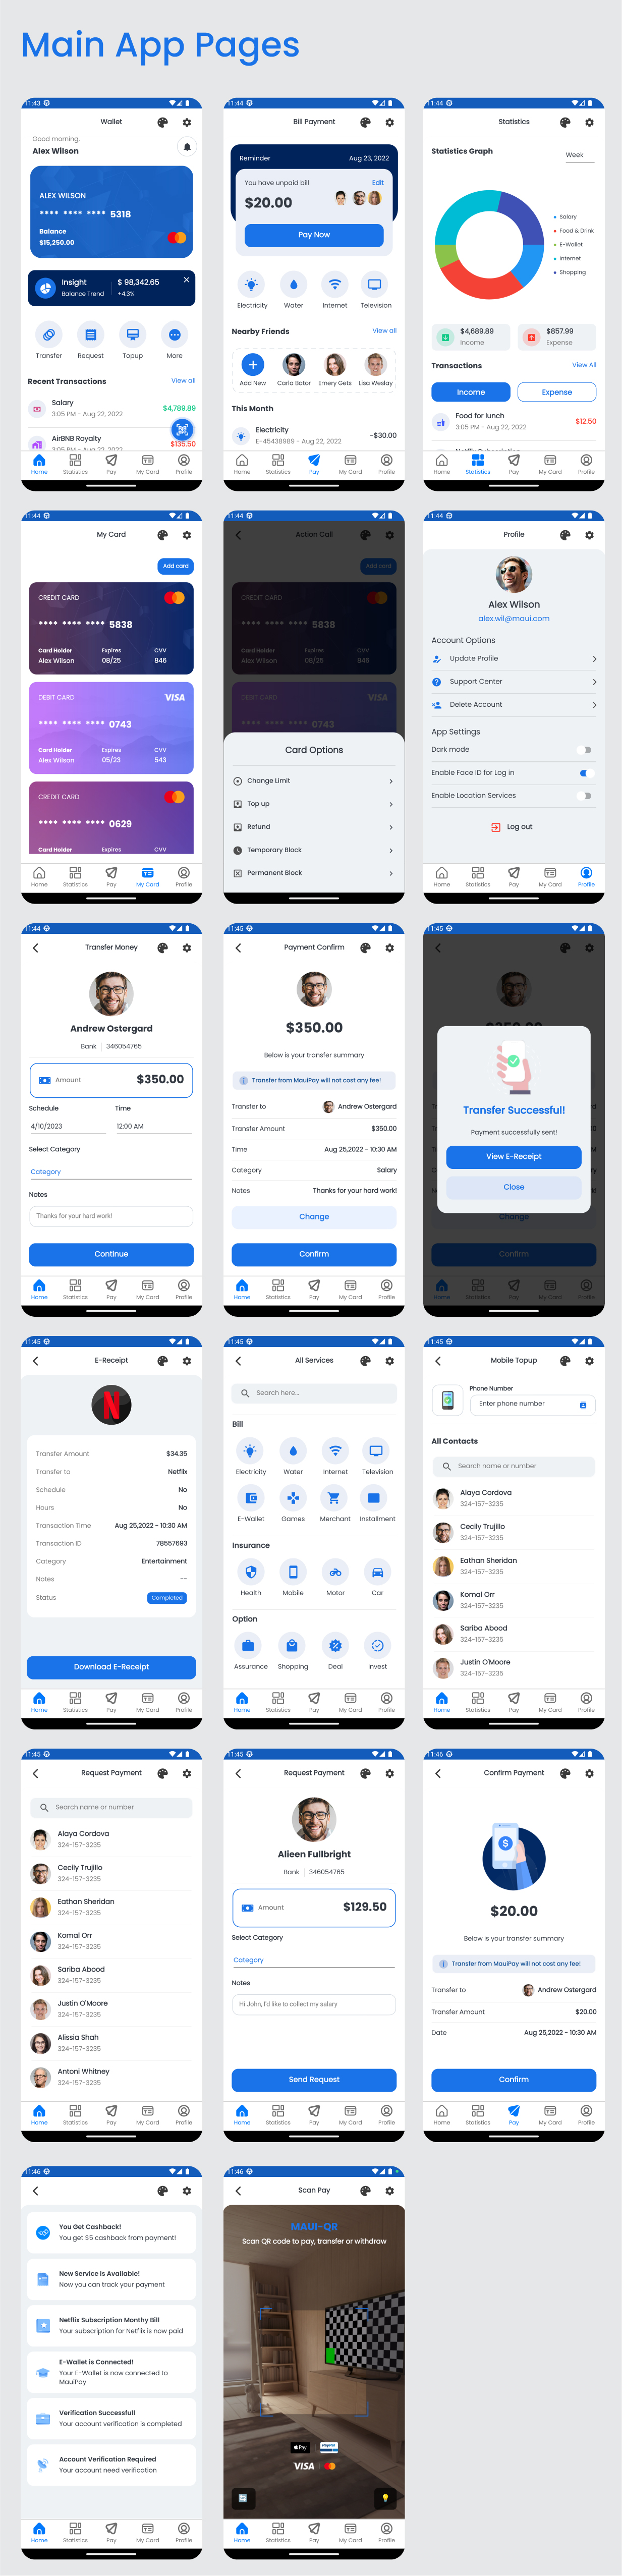 Main App Pages
11:43
Wallet
Good morning,
Alex Wilson
ALEX WILSON
**** **** **** 5318
Balance
$15,250.00
Insight
Balance Trend
$ 98,342.65
+4.3%
Transfer Request Topup More
Recent Transactions View all
Salary
3:05 PM - Aug 22, 2022
$4,789.89
AirBNB Royalty
3:05 PM - Aug 22, 2022
$135.50
Home Statistics Pay My Card Profile
11:44
Bill Payment
Reminder Aug 23, 2022
You have unpaid bill Edit
$20.00
Pay Now
Electricity Water Internet Television
Nearby Friends View all
Add New Carla Bator Emery Gets Lisa Weslay
This Month
Electricity
E-45438989 - Aug 22, 2022
-$30.00
Home Statistics Pay My Card Profile
11:44
Statistics
Statistics Graph
Week
Salary
Food & Drink
E-Wallet
Internet
Shopping
$4,689.89
Income
$857.99
Expense
Transactions View All
Income Expense
Food for lunch
3:05 PM - Aug 22, 2022
$12.50
Home Statistics Pay My Card Profile
11:44
My Card
Add card
CREDIT CARD
**** **** **** 5838
Card Holder Expires CVV
Alex Wilson 08/25 846
DEBIT CARD
VISA
**** **** **** 0743
Card Holder Expires CVV
Alex Wilson 05/23 543
CREDIT CARD
**** **** **** 0629
Card Holder Expires CVV
Home Statistics Pay My Card Profile
11:44
Action Call
Add card
CREDIT CARD
**** **** **** 5838
Card Holder Expires CVV
Alex Wilson 08/25 846
DEBIT CARD
VISA
**** **** **** 0743
Card Options
Change Limit
Top up
Refund
Temporary Block
Permanent Block
11:44
Profile
Alex Wilson
alex.wil@maui.com
Account Options
Update Profile
Support Center
Delete Account
App Settings
Dark mode
Enable Face ID for Log in
Enable Location Services
Log out
Home Statistics Pay My Card Profile
11:44
Transfer Money
Andrew Ostergard
Bank 346054765
Amount $350.00
Schedule Time
4/10/2023 12:00 AM
Select Category
Category
Notes
Thanks for your hard work!
Continue
Home Statistics Pay My Card Profile
11:45
Payment Confirm
$350.00
Below is your transfer summary
Transfer from MauiPay will not cost any fee!
Transfer to Andrew Ostergard
Transfer Amount $350.00
Time Aug 25,2022 - 10:30 AM
Category Salary
Notes Thanks for your hard work!
Change
Confirm
Home Statistics Pay My Card Profile
11:45
Transfer Successful!
Payment successfully sent!
View E-Receipt
Close
Change
Confirm
Home Statistics Pay My Card Profile
11:45
E-Receipt
N
Transfer Amount $34.35
Transfer to Netflix
Schedule No
Hours No
Transaction Time Aug 25,2022 - 10:30 AM
Transaction ID 78557693
Category Entertainment
Notes --
Status Completed
Download E-Receipt
Home Statistics Pay My Card Profile
11:45
All Services
Search here...
Bill
Electricity Water Internet Television
E-Wallet Games Merchant Installment
Insurance
Health Mobile Motor Car
Option
Assurance Shopping Deal Invest
Home Statistics Pay My Card Profile
11:45
Mobile Topup
Phone Number
Enter phone number
All Contacts
Search name or number
Alaya Cordova
324-157-3235
Cecily Trujillo
324-157-3235
Eathan Sheridan
324-157-3235
Komal Orr
324-157-3235
Sariba Abood
324-157-3235
Justin O'Moore
324-157-3235
Home Statistics Pay My Card Profile
11:45
Request Payment
Search name or number
Alaya Cordova
324-157-3235
Cecily Trujillo
324-157-3235
Eathan Sheridan
324-157-3235
Komal Orr
324-157-3235
Sariba Abood
324-157-3235
Justin O'Moore
324-157-3235
Alissia Shah
324-157-3235
Antoni Whitney
324-157-3235
Home Statistics Pay My Card Profile
11:45
Request Payment
Alieen Fullbright
Bank 346054765
Amount $129.50
Select Category
Category
Notes
Hi John, I'd like to collect my salary
Send Request
Home Statistics Pay My Card Profile
11:46
Confirm Payment
$20.00
Below is your transfer summary
Transfer from MauiPay will not cost any fee!
Transfer to Andrew Ostergard
Transfer Amount $20.00
Date Aug 25,2022 - 10:30 AM
Confirm
Home Statistics Pay My Card Profile
11:46
You Get Cashback!
You get $5 cashback from payment!
New Service is Available!
Now you can track your payment
Netflix Subscription Monthy Bill
Your subscription for Netflix is now paid
E-Wallet is Connected!
Your E-Wallet is now connected to
MauiPay
Verification Successfull
Your account verification is completed
Account Verification Required
Your account need verification
Home Statistics Pay My Card Profile
11:46
Scan Pay
MAUI-QR
Scan QR code to pay, transfer or withdraw
Pay PayPal
VISA
Home Statistics Pay My Card Profile